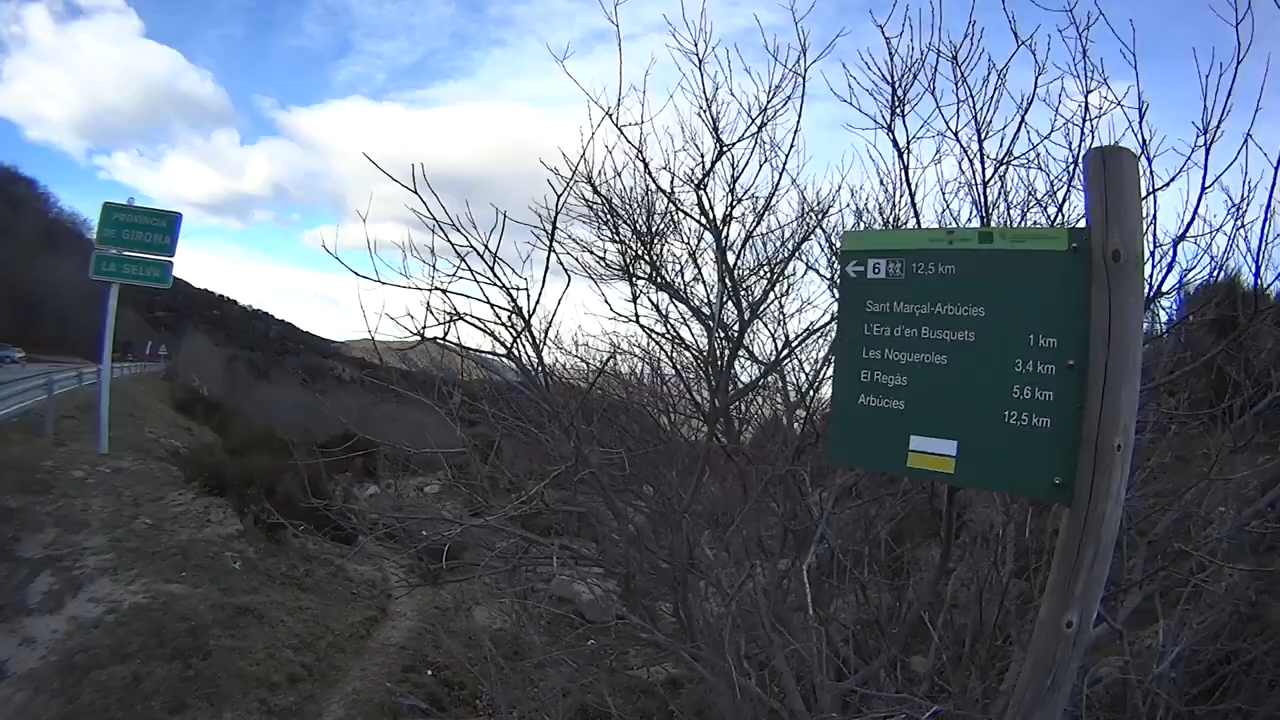 PROVÍNCIA
DE GIRONA
LA SELVA
6 12,5 km
Sant Marçal-Arbúcies
L'Era d'en Busquets 1 km
Les Nogueroles 3,4 km
El Regàs 5,6 km
Arbúcies 12,5 km